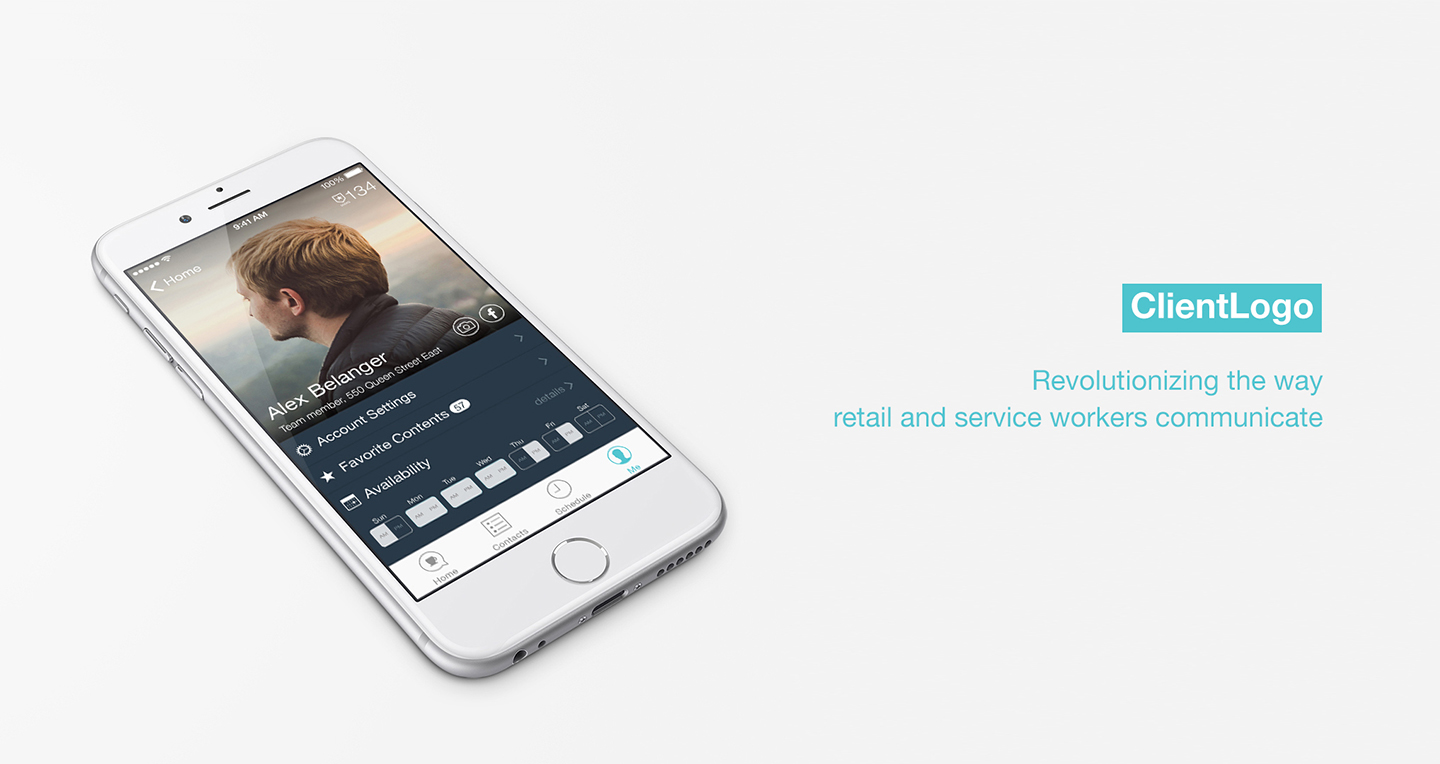 9:41 AM
100%
Home
134
Alex Belanger
Team member, 550 Queen Street East
Account Settings
Favorite Contents 57
Availability
details
Sun Mon Tue Wed Thu Fri Sat
AM PM AM PM AM PM AM PM AM PM AM PM AM PM
Home Contacts Schedule Me
ClientLogo
Revolutionizing the way
retail and service workers communicate